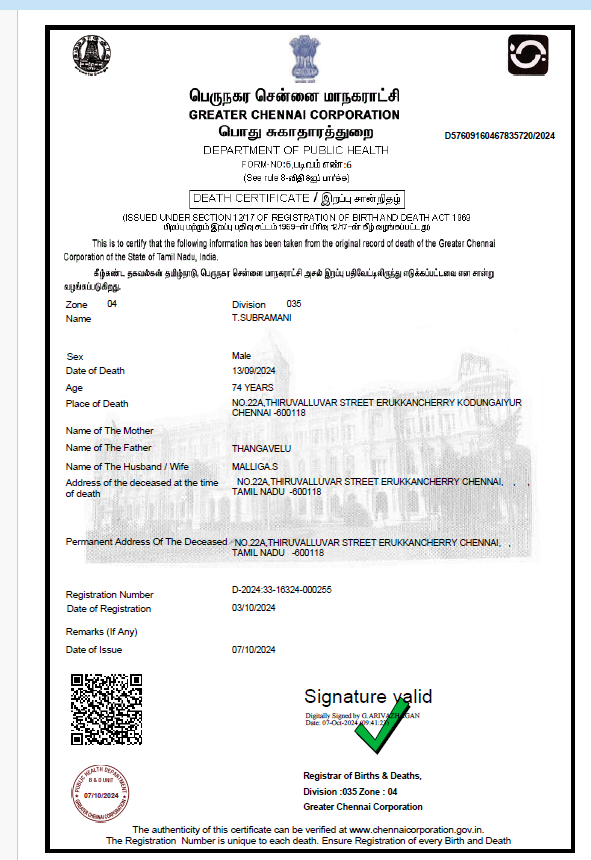 பெருநகர சென்னை மாநகராட்சி
GREATER CHENNAI CORPORATION
பொது சுகாதாரத்துறை
D57609160467835720/2024
DEPARTMENT OF PUBLIC HEALTH
FORM-NO:6,படிவம் எண்:6
(See rule 8-விதி 8ஐப் பார்க்க)
DEATH CERTIFICATE / இறப்பு சான்றிதழ்
(ISSUED UNDER SECTION 12/17 OF REGISTRATION OF BIRTH AND DEATH ACT 1969
பிறப்பு மற்றும் இறப்பு பதிவு சட்டம் 1969-ன் பிரிவு 12/17-ன் கீழ் வழங்கப்பட்டது)
This is to certify that the following information has been taken from the original record of death of the Greater Chennai
Corporation of the State of Tamil Nadu, India.
கீழ்கண்ட தகவல்கள் தமிழ்நாடு, பெருநகர சென்னை மாநகராட்சி அசல் இறப்பு பதிவேட்டிலிருந்து எடுக்கப்பட்டவை என சான்று
வழங்கப்படுகிறது.
Zone 04 Division 035
Name T.SUBRAMANI
Sex Male
Date of Death 13/09/2024
Age 74 YEARS
Place of Death NO.22A,THIRUVALLUVAR STREET ERUKKANCHERRY KODUNGAIYUR
CHENNAI -600118
Name of The Mother
Name of The Father THANGAVELU
Name of The Husband / Wife MALLIGA.S
Address of the deceased at the time NO.22A,THIRUVALLUVAR STREET ERUKKANCHERRY CHENNAI, , ,
of death TAMIL NADU -600118
Permanent Address Of The Deceased NO.22A,THIRUVALLUVAR STREET ERUKKANCHERRY CHENNAI, ,
TAMIL NADU -600118
Registration Number D-2024:33-16324-000255
Date of Registration 03/10/2024
Remarks (If Any)
Date of Issue 07/10/2024
Signature valid
Digitally Signed by G.ARIVAZHAGAN
Date: 07-Oct-2024 (09:41:23)
PUBLIC HEALTH DEPARTMENT
B & D UNIT
07/10/2024
GREATER CHENNAI CORPORATION
Registrar of Births & Deaths,
Division :035 Zone : 04
Greater Chennai Corporation
The authenticity of this certificate can be verified at www.chennaicorporation.gov.in.
The Registration Number is unique to each death. Ensure Registration of every Birth and Death